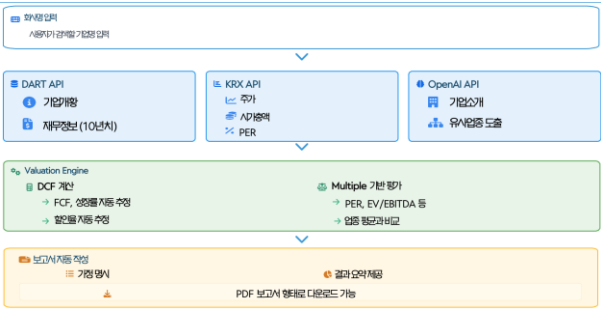 회사명 입력
사용자가 검색할 기업명 입력
DART API
기업개황
재무정보 (10년치)
KRX API
주가
시가총액
PER
OpenAI API
기업소개
유사업종 도출
Valuation Engine
DCF 계산
FCF, 성장률 자동 추정
할인율 자동 추정
Multiple 기반 평가
PER, EV/EBITDA 등
업종 평균과 비교
보고서 자동 작성
가정 명시
결과 요약 제공
PDF 보고서 형태로 다운로드 가능